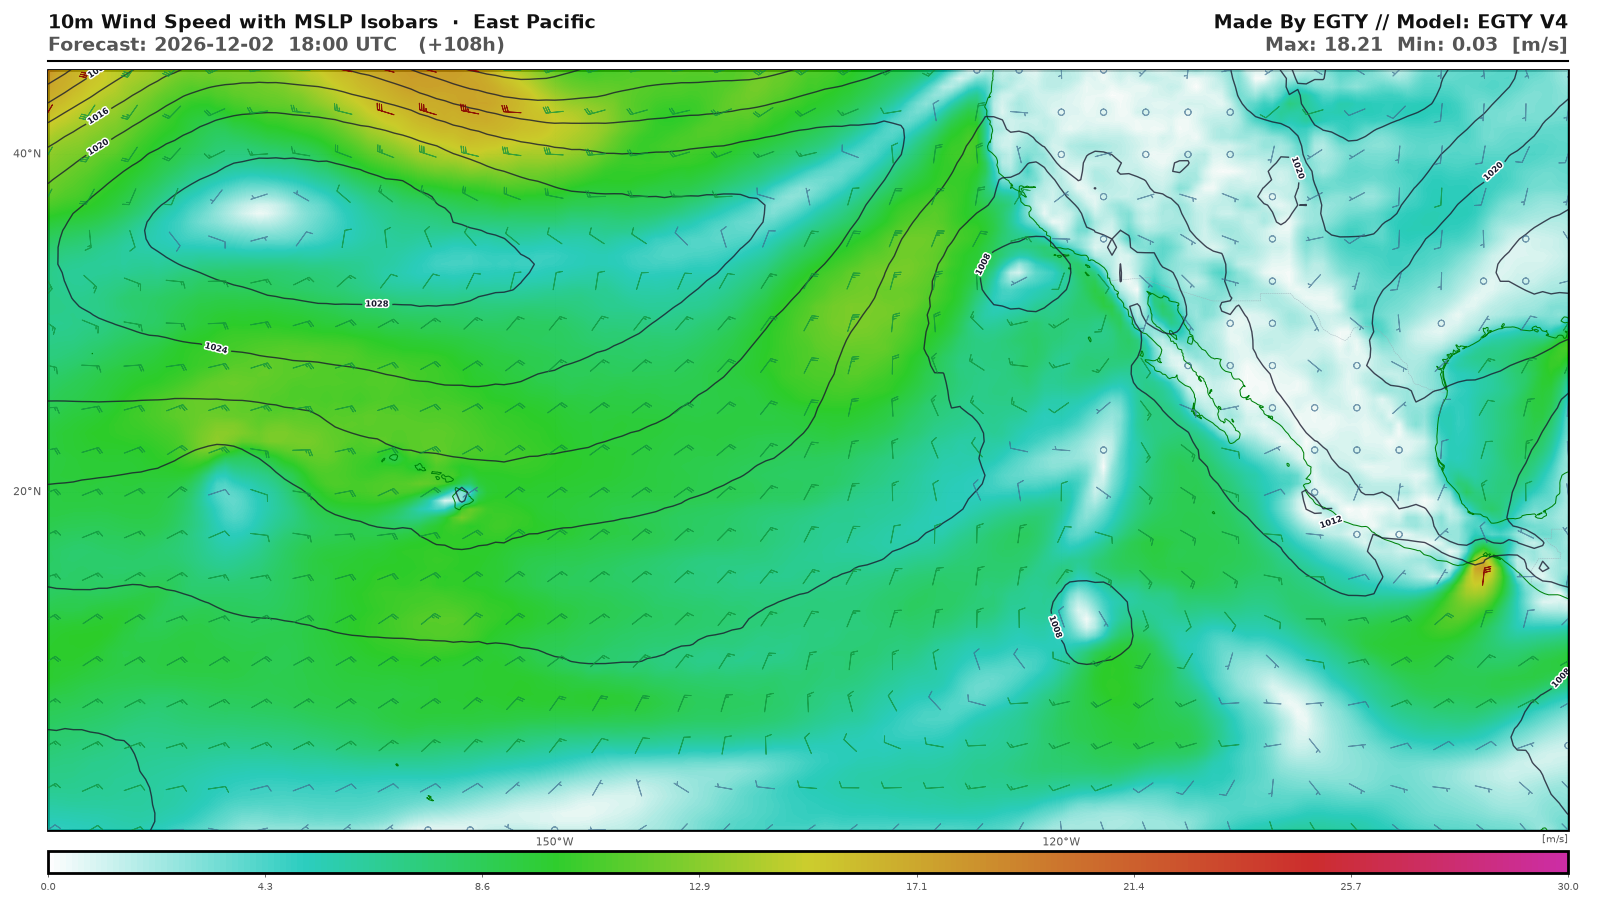 10m Wind Speed with MSLP Isobars · East Pacific
Made By EGTY // Model: EGTY V4
Forecast: 2026-12-02 18:00 UTC (+108h)
Max: 18.21 Min: 0.03 [m/s]
1016
1020
40°N
1020
1020
1008
1028
1024
20°N
1012
1008
1008
150°W
120°W
[m/s]
0.0
4.3
8.6
12.9
17.1
21.4
25.7
30.0